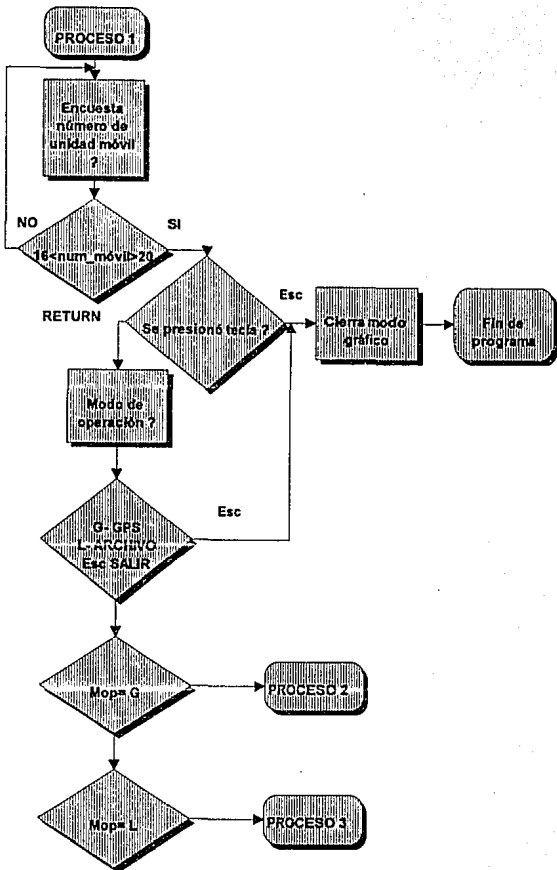 PROCESO 1
Encuesta
número de
unidad móvil
?
NO
SI
16<num_móvil>20
RETURN
Se presionó tecla ?
Esc
Cierra modo
gráfico
Fin de
programa
Modo de
operación ?
G- GPS
L- ARCHIVO
Esc SALIR
Esc
Mop= G
PROCESO 2
Mop= L
PROCESO 3